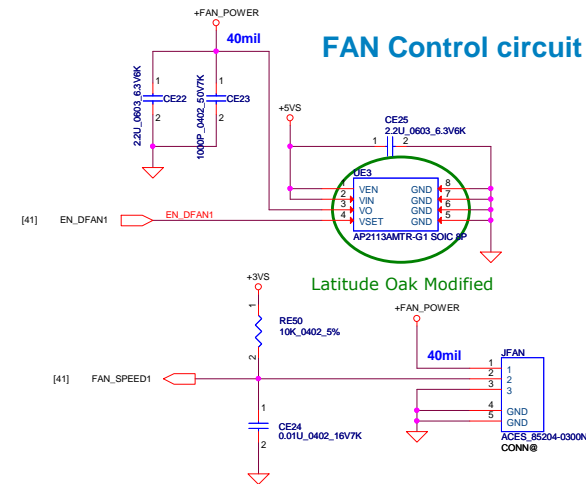 +FAN_POWER
40mil
FAN Control circuit
1
2
2.2U_0603_6.3V6K
CE22
1
2
1000P_0402_50V7K
CE23
+5VS
CE25
2.2U_0603_6.3V6K
1 2
UE3
1 VEN GND 8
2 VIN GND 7
3 VO GND 6
4 VSET GND 5
AP2113AMTR-G1 SOIC 8P
[41] EN_DFAN1 EN_DFAN1
Latitude Oak Modified
+3VS
1
RE50
10K_0402_5%
2
+FAN_POWER
40mil
JFAN
1 1
2 2
3 3
4 GND
5 GND
ACES_85204-0300N
CONN@
[41] FAN_SPEED1
1
CE24
0.01U_0402_16V7K
2